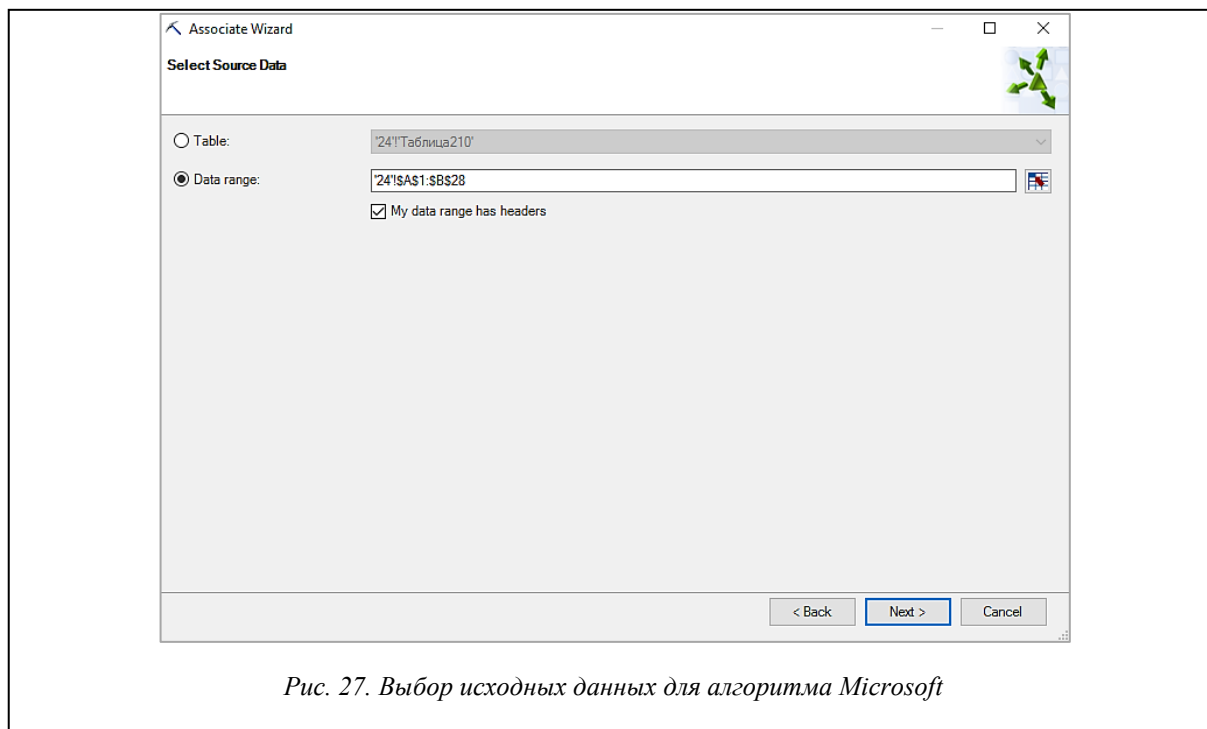 Associate Wizard
Select Source Data
Table:
'24'!'Таблица210'
Data range:
'24'!$A$1:$B$28
My data range has headers
< Back
Next >
Cancel
Рис. 27. Выбор исходных данных для алгоритма Microsoft